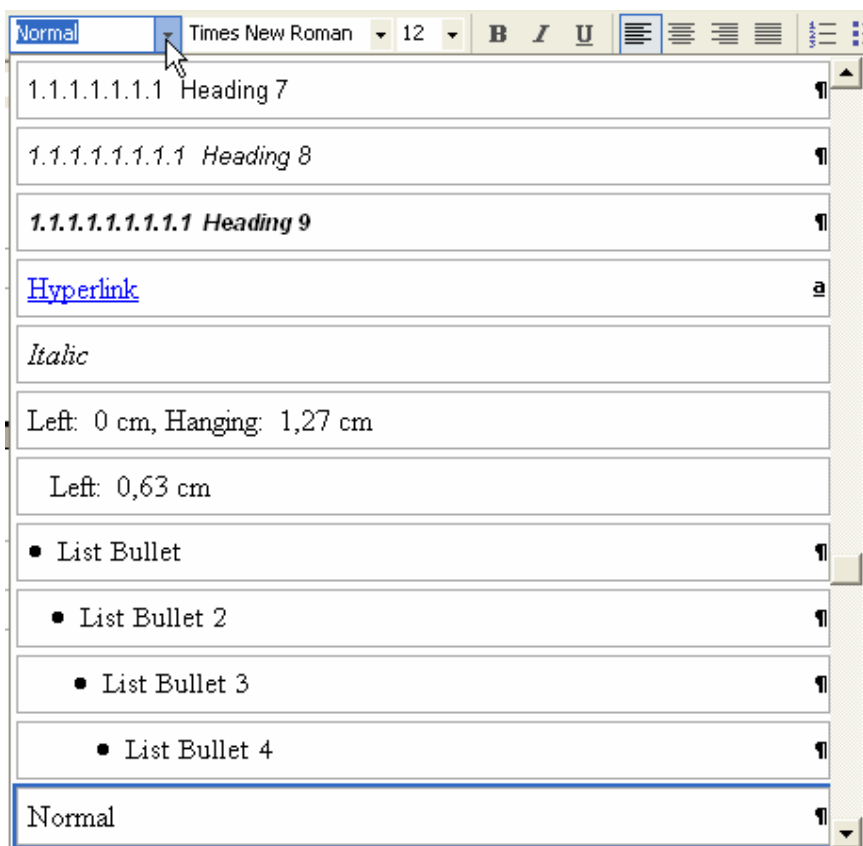 Normal Times New Roman 12 B I U
1.1.1.1.1.1.1 Heading 7 ¶
1.1.1.1.1.1.1.1 Heading 8 ¶
1.1.1.1.1.1.1.1.1 Heading 9 ¶
Hyperlink a
Italic
Left: 0 cm, Hanging: 1,27 cm
Left: 0,63 cm
• List Bullet ¶
• List Bullet 2 ¶
• List Bullet 3 ¶
• List Bullet 4 ¶
Normal ¶